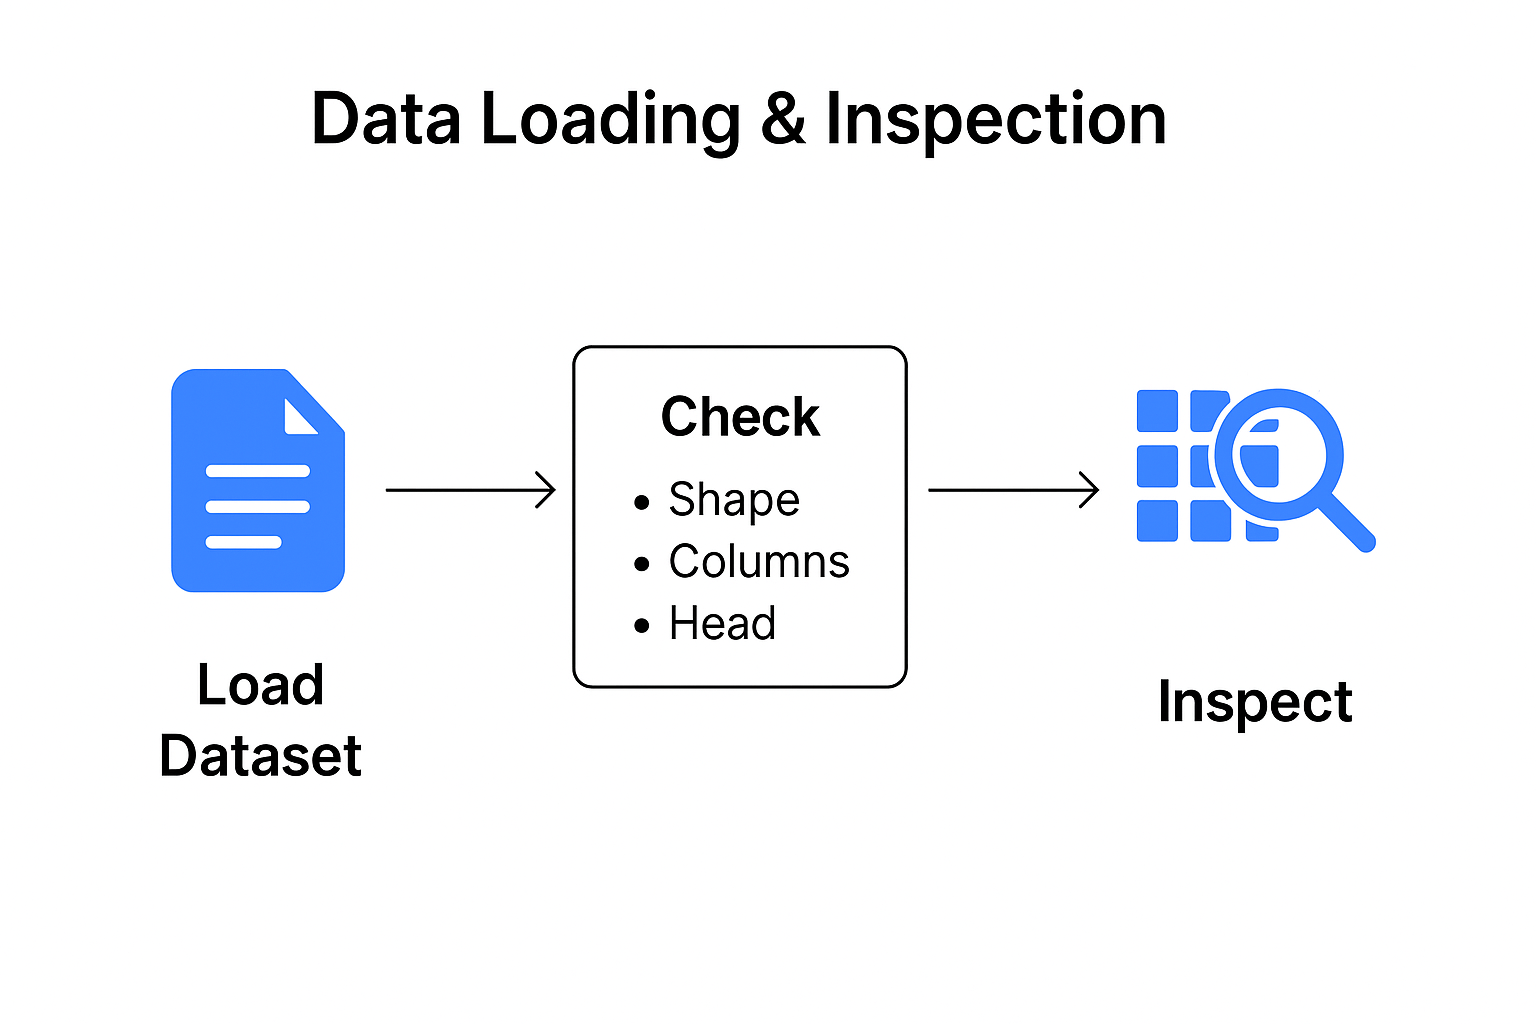 Data Loading & Inspection
Load
Dataset
Check
• Shape
• Columns
• Head
Inspect